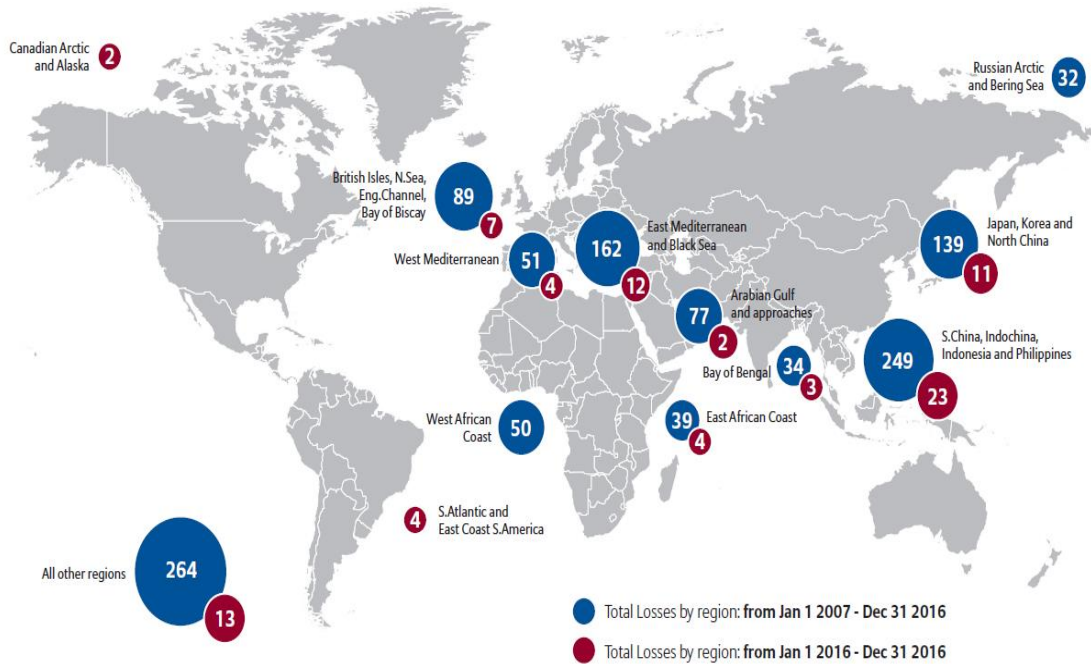 Canadian Arctic
and Alaska
2
Russian Arctic
and Bering Sea
32
British Isles, N.Sea,
Eng.Channel,
Bay of Biscay
89
7
West Mediterranean
51
4
East Mediterranean
and Black Sea
162
12
Japan, Korea and
North China
139
11
Arabian Gulf
and approaches
77
2
Bay of Bengal
34
3
S.China, Indochina,
Indonesia and Philippines
249
23
West African
Coast
50
East African Coast
39
4
S.Atlantic and
East Coast S.America
4
All other regions
264
13
Total Losses by region: from Jan 1 2007 - Dec 31 2016
Total Losses by region: from Jan 1 2016 - Dec 31 2016